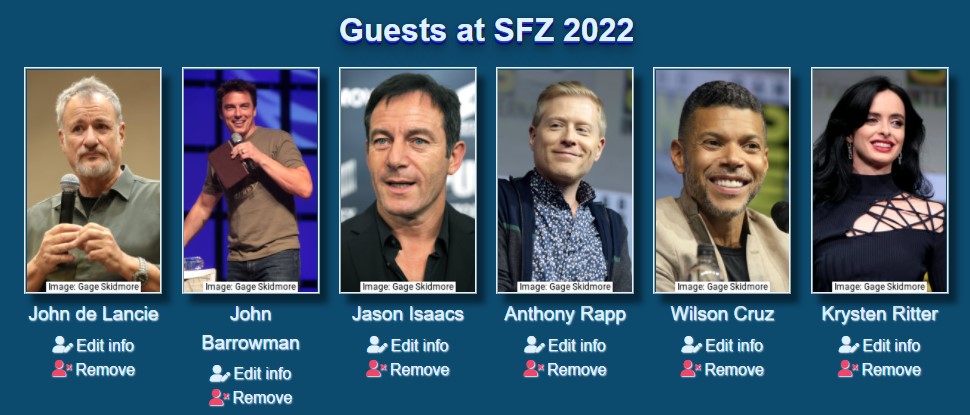 Guests at SFZ 2022
Image: Gage Skidmore
Image: Gage Skidmore
Image: Gage Skidmore
Image: Gage Skidmore
Image: Gage Skidmore
Image: Gage Skidmore
John de Lancie
Edit info
Remove
John
Barrowman
Edit info
Remove
Jason Isaacs
Edit info
Remove
Anthony Rapp
Edit info
Remove
Wilson Cruz
Edit info
Remove
Krysten Ritter
Edit info
Remove